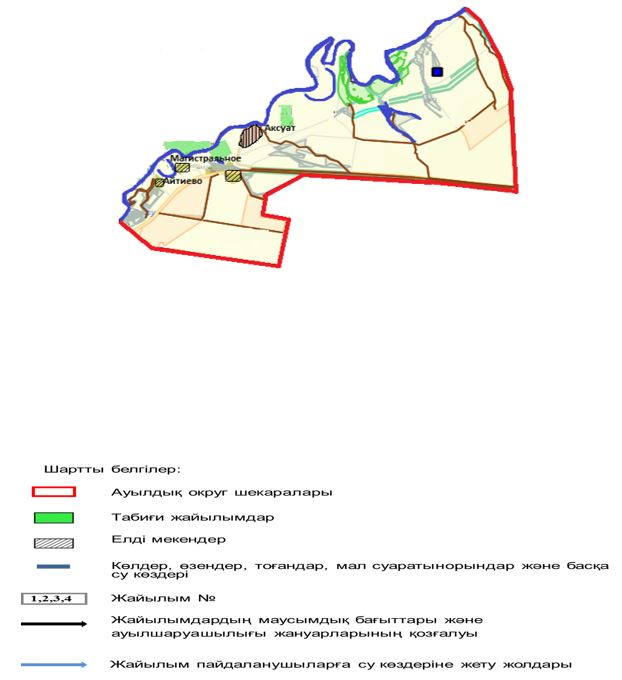 Аксуат
Магистральное
Айтиево
Шартты белгілер:
Ауылдық округ шекаралары
Табиғи жайылымдар
Елді мекендер
Көлдер, өзендер, тоғандар, мал суаратынорындар және басқа
су көздері
1,2,3,4 Жайылым №
Жайылымдардың маусымдық бағыттары және
ауылшаруашылығы жануарларының қозғалуы
Жайылым пайдаланушыларға су көздеріне жету жолдары